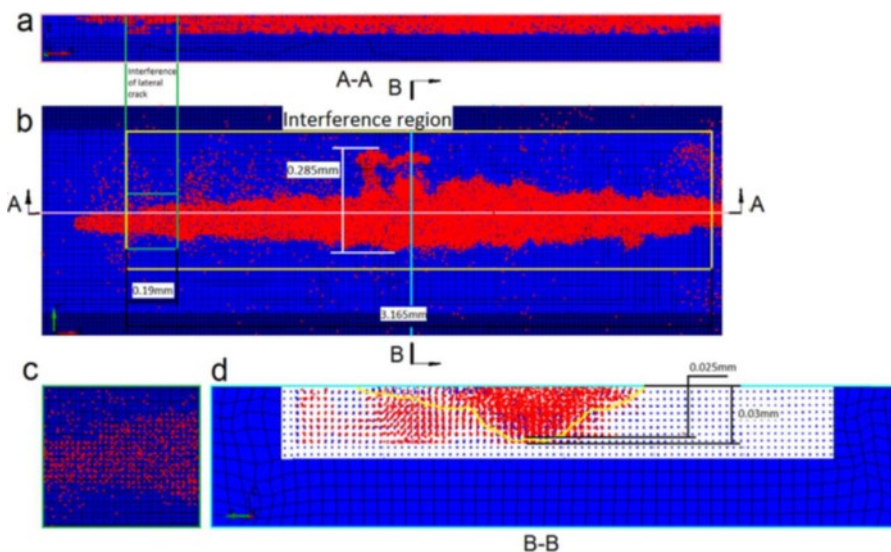 a
Interference
of lateral
crack
A-A
B
b
Interference region
0.285mm
A
A
0.19mm
3.165mm
B
c
d
0.025mm
0.03mm
B-B